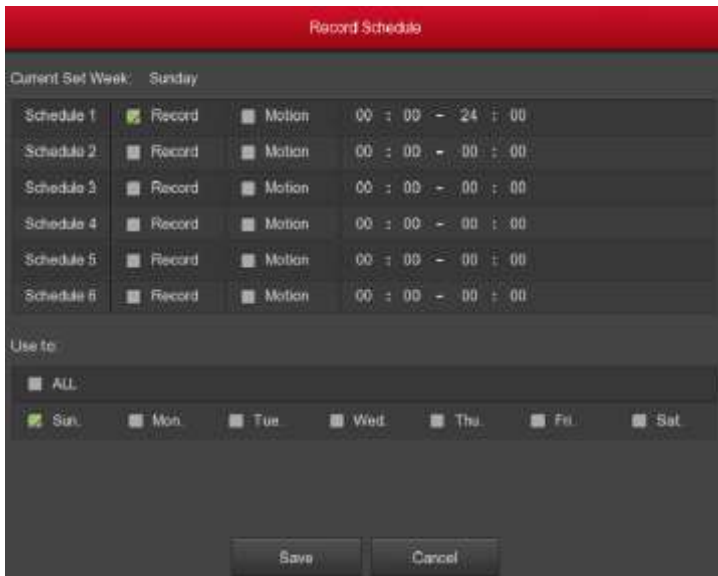 Record Schedule
Current Set Week: Sunday
Schedule 1 Record Motion 00 : 00 - 24 : 00
Schedule 2 Record Motion 00 : 00 - 00 : 00
Schedule 3 Record Motion 00 : 00 - 00 : 00
Schedule 4 Record Motion 00 : 00 - 00 : 00
Schedule 5 Record Motion 00 : 00 - 00 : 00
Schedule 6 Record Motion 00 : 00 - 00 : 00
Use to:
ALL
Sun. Mon. Tue. Wed. Thu. Fri. Sat.
Save Cancel